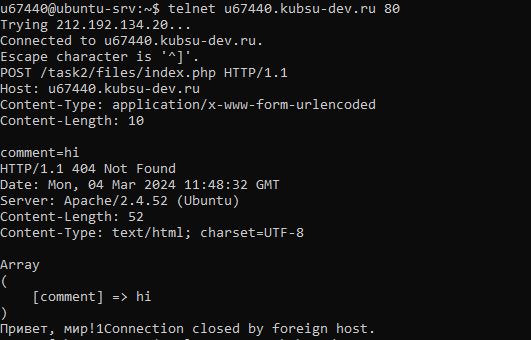 u67440@ubuntu-srv:~$ telnet u67440.kubsu-dev.ru 80
Trying 212.192.134.20...
Connected to u67440.kubsu-dev.ru.
Escape character is '^]'.
POST /task2/files/index.php HTTP/1.1
Host: u67440.kubsu-dev.ru
Content-Type: application/x-www-form-urlencoded
Content-Length: 10

comment=hi
HTTP/1.1 404 Not Found
Date: Mon, 04 Mar 2024 11:48:32 GMT
Server: Apache/2.4.52 (Ubuntu)
Content-Length: 52
Content-Type: text/html; charset=UTF-8

Array
(
    [comment] => hi
)
Привет, мир!1Connection closed by foreign host.